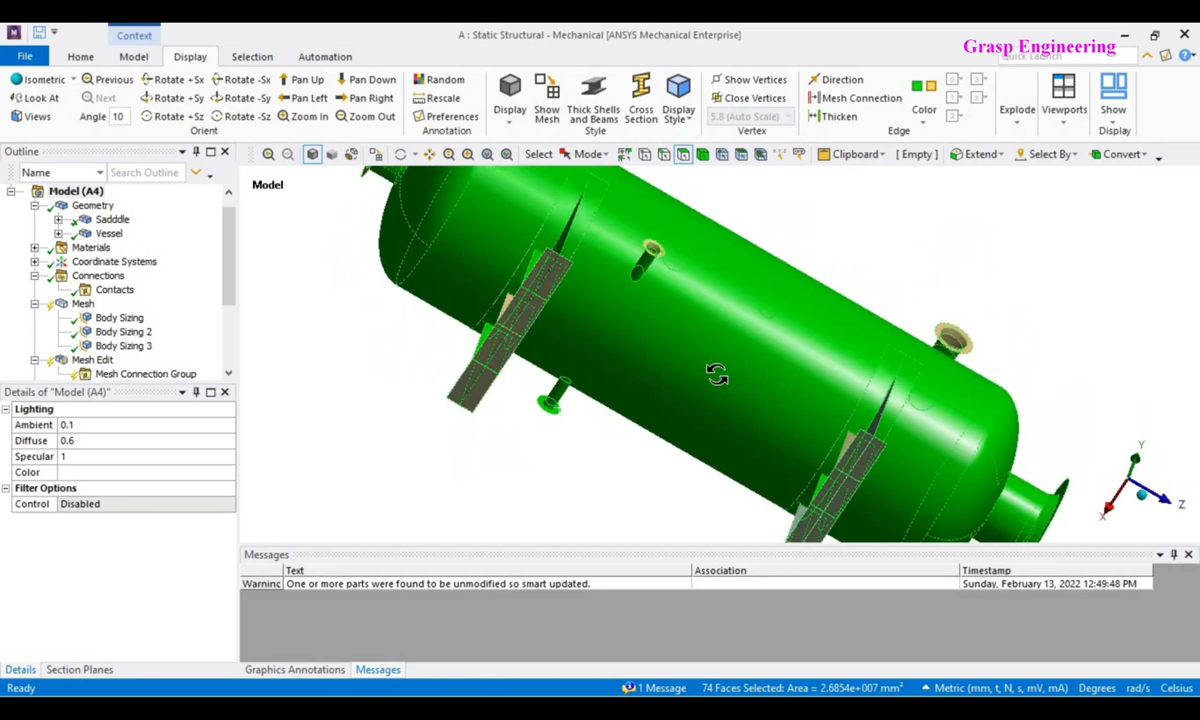 Context
A : Static Structural - Mechanical [ANSYS Mechanical Enterprise]
Grasp Engineering
File
Home
Model
Display
Selection
Automation
Quick Launch
Isometric
Previous
Rotate +Sx
Rotate -Sx
Pan Up
Pan Down
Random
Show Vertices
Direction
Look At
Next
Rotate +Sy
Rotate -Sy
Pan Left
Pan Right
Rescale
Close Vertices
Mesh Connection
Views
Angle 10
Rotate +Sz
Rotate -Sz
Zoom In
Zoom Out
Preferences
5.8 (Auto Scale)
Thicken
Display
Show Mesh
Thick Shells and Beams
Cross Section
Display Style
Color
Explode
Viewports
Show
Orient
Annotation
Style
Vertex
Edge
Display
Outline
Select
Mode
Clipboard
[ Empty ]
Extend
Select By
Convert
Name
Search Outline
Model (A4)
Geometry
Sadddle
Vessel
Materials
Coordinate Systems
Connections
Contacts
Mesh
Body Sizing
Body Sizing 2
Body Sizing 3
Mesh Edit
Mesh Connection Group
Model
Y
Z
X
Details of "Model (A4)"
Lighting
Ambient 0.1
Diffuse 0.6
Specular 1
Color
Filter Options
Control Disabled
Messages
Text Association Timestamp
Warninc One or more parts were found to be unmodified so smart updated. Sunday, February 13, 2022 12:49:48 PM
Details
Section Planes
Graphics Annotations
Messages
Ready
1 Message
74 Faces Selected: Area = 2.6854e+007 mm²
Metric (mm, t, N, s, mV, mA)
Degrees
rad/s
Celsius